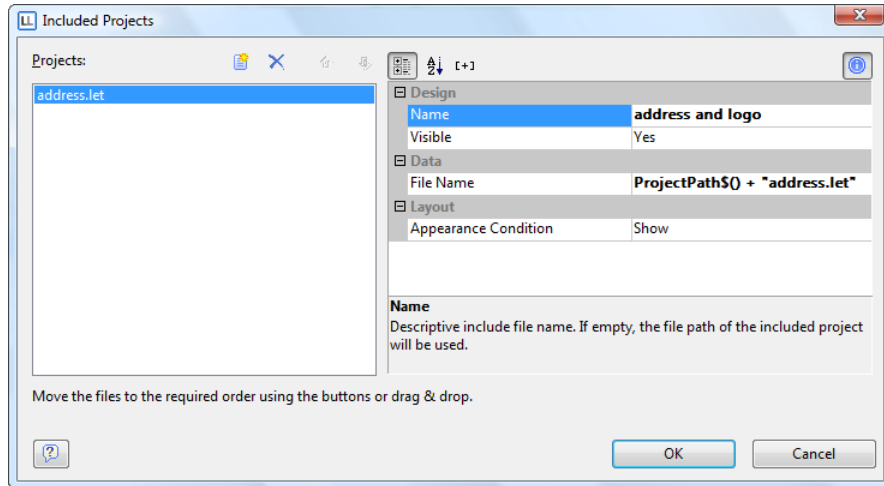 LL Included Projects
Projects:
address.let
[+]
Design
Name address and logo
Visible Yes
Data
File Name ProjectPath$() + "address.let"
Layout
Appearance Condition Show
Name
Descriptive include file name. If empty, the file path of the included project
will be used.
Move the files to the required order using the buttons or drag & drop.
OK Cancel